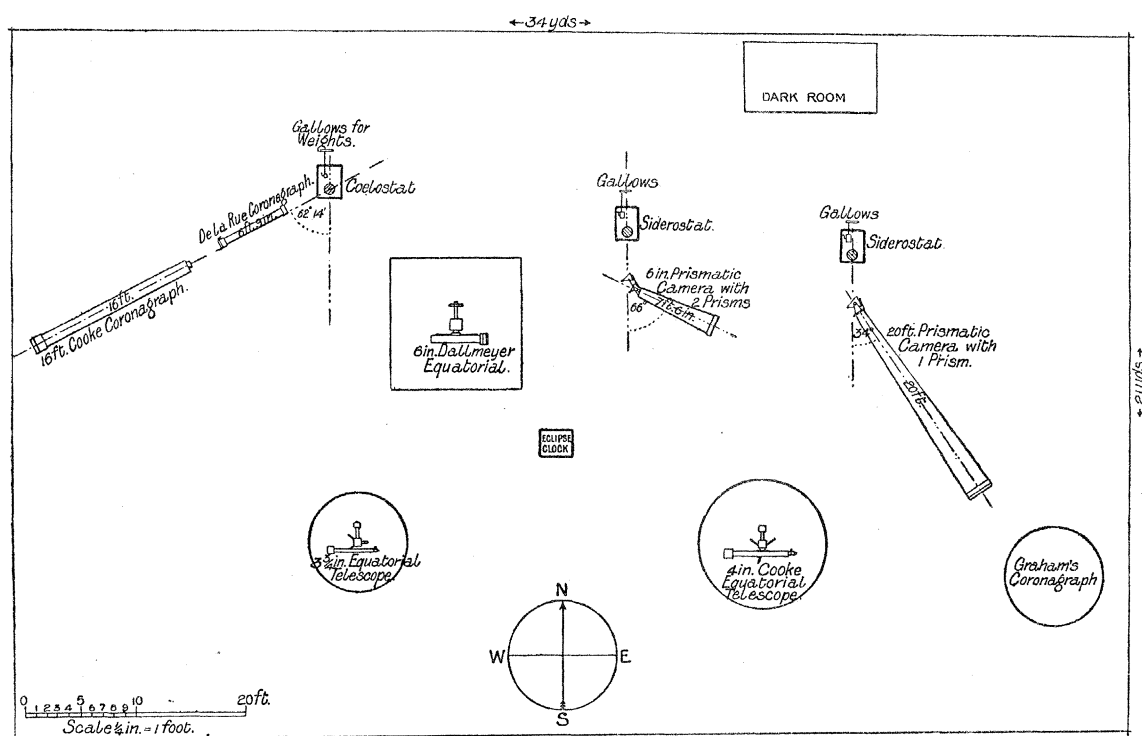 ←34yds→
DARK ROOM
Gallows for
Weights.
Coelostat
De La Rue Coronagraph.
62° 14'
16ft.
16ft. Cooke Coronagraph.
Gallows
Siderostat.
6in. Prismatic
Camera with
2 Prisms
7ft. 6in.
66°
Gallows
Siderostat.
34°
20ft. Prismatic
Camera with
1 Prism.
20ft.
←21yds→
6in. Dallmeyer
Equatorial.
ECLIPSE
CLOCK
3¾in. Equatorial
Telescope.
4in. Cooke
Equatorial
Telescope.
Graham's
Coronagraph
N
W E
S
0 1 2 3 4 5 6 7 8 9 10 20ft.
Scale ¼in. = 1 foot.